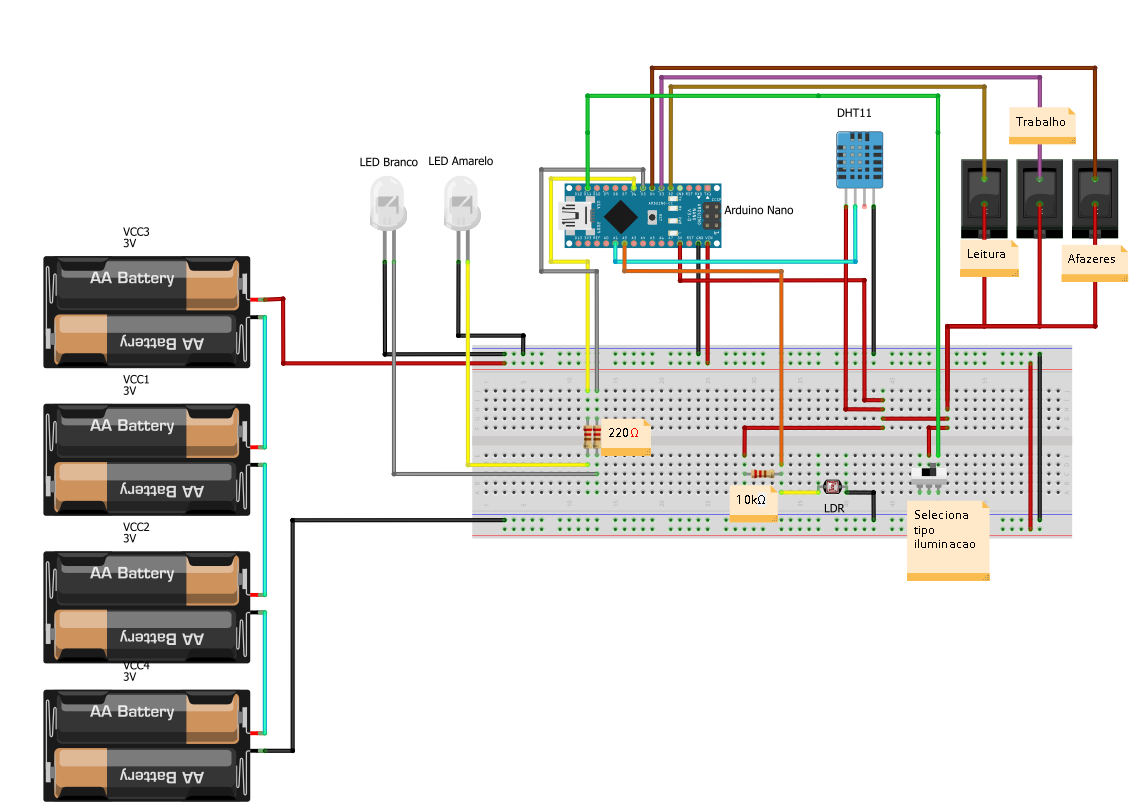 DHT11
Trabalho
LED Branco
LED Amarelo
Arduino Nano
VCC3
3V
Leitura
Afazeres
AA Battery
AA Battery
VCC1
3V
AA Battery
AA Battery
220Ω
10kΩ
LDR
Seleciona
tipo
iluminacao
VCC2
3V
AA Battery
AA Battery
VCC4
3V
AA Battery
AA Battery